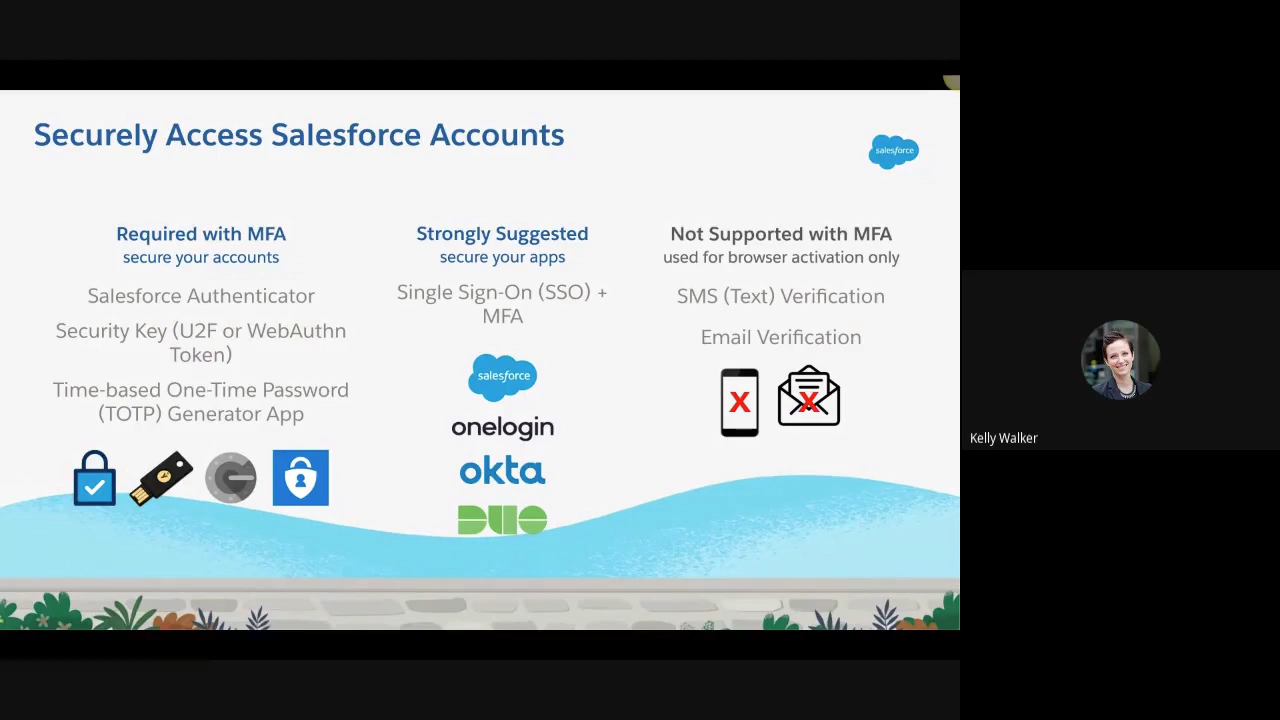 Securely Access Salesforce Accounts
salesforce
Required with MFA
secure your accounts
Salesforce Authenticator
Security Key (U2F or WebAuthn
Token)
Time-based One-Time Password
(TOTP) Generator App
Strongly Suggested
secure your apps
Single Sign-On (SSO) +
MFA
salesforce
onelogin
okta
DUO
Not Supported with MFA
used for browser activation only
SMS (Text) Verification
Email Verification
X
X
Kelly Walker